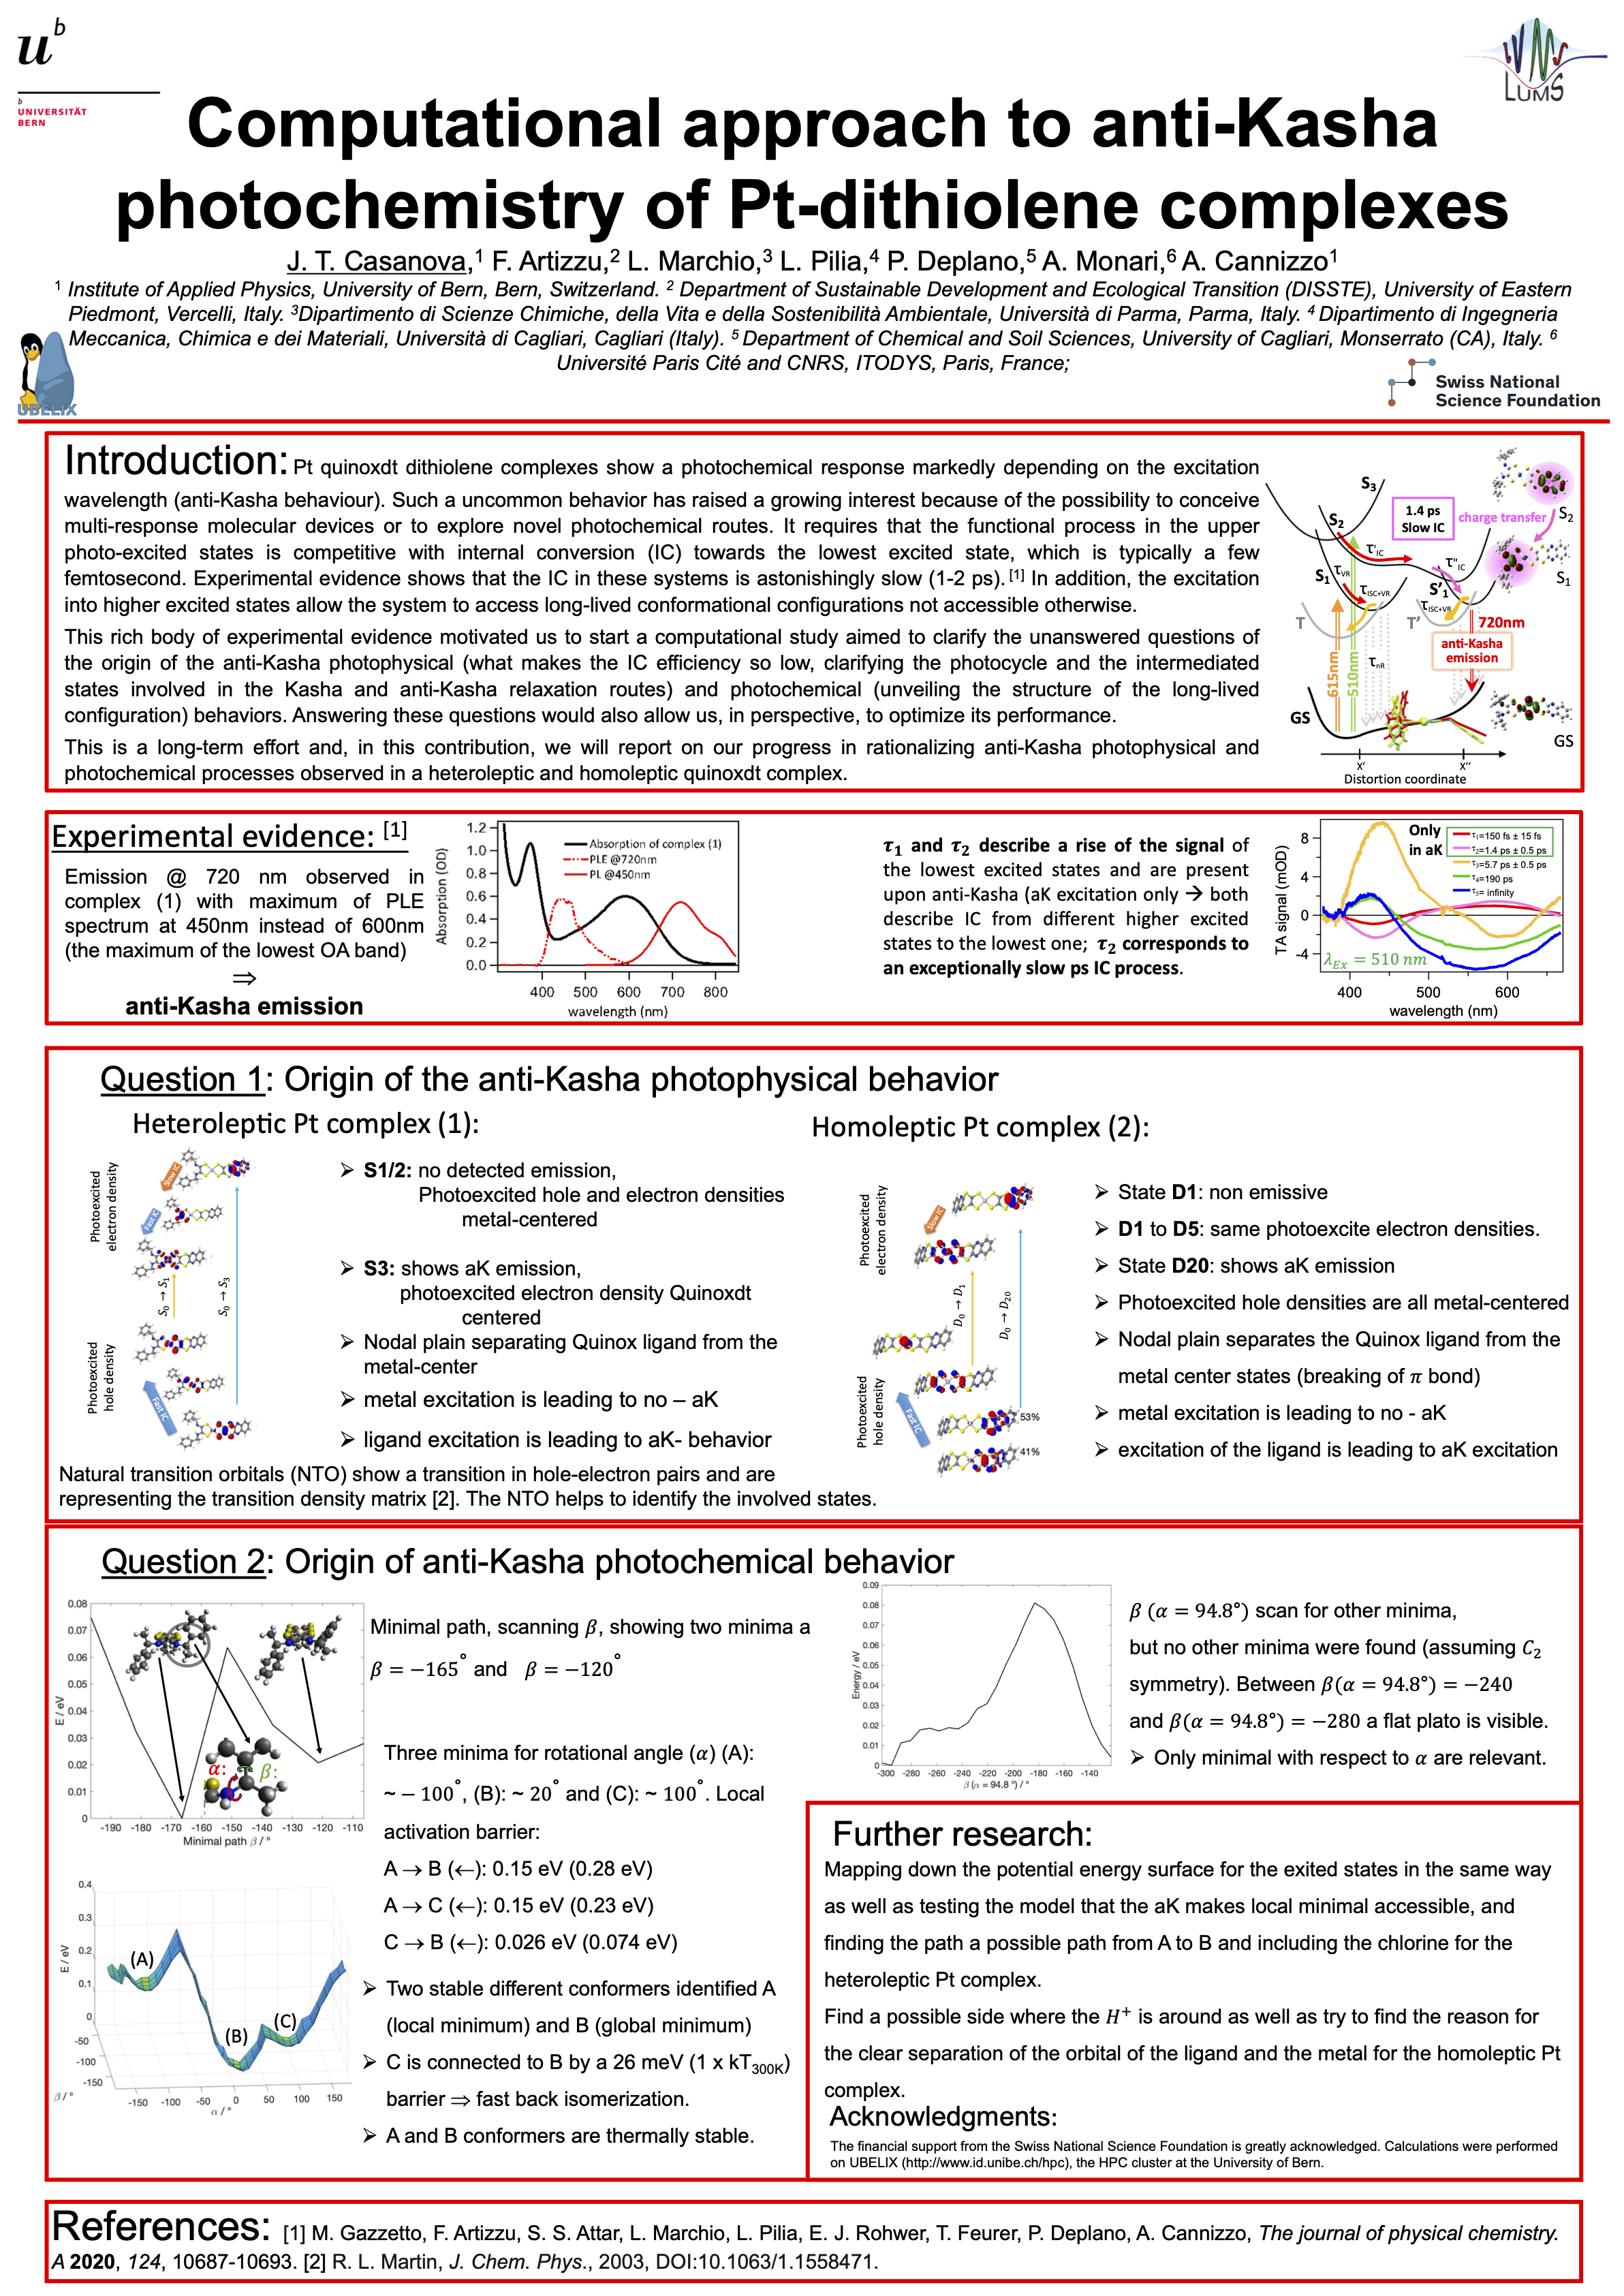 u
b
b
UNIVERSITÄT
BERN
LUMS
Computational approach to anti-Kasha
photochemistry of Pt-dithiolene complexes
J. T. Casanova,¹ F. Artizzu,² L. Marchio,³ L. Pilia,⁴ P. Deplano,⁵ A. Monari,⁶ A. Cannizzo¹
¹ Institute of Applied Physics, University of Bern, Bern, Switzerland. ² Department of Sustainable Development and Ecological Transition (DISSTE), University of Eastern
Piedmont, Vercelli, Italy. ³Dipartimento di Scienze Chimiche, della Vita e della Sostenibilità Ambientale, Università di Parma, Parma, Italy. ⁴ Dipartimento di Ingegneria
Meccanica, Chimica e dei Materiali, Università di Cagliari, Cagliari (Italy). ⁵ Department of Chemical and Soil Sciences, University of Cagliari, Monserrato (CA), Italy. ⁶
Université Paris Cité and CNRS, ITODYS, Paris, France;
UBELIX
Swiss National
Science Foundation
Introduction: Pt quinoxdt dithiolene complexes show a photochemical response markedly depending on the excitation
wavelength (anti-Kasha behaviour). Such a uncommon behavior has raised a growing interest because of the possibility to conceive
multi-response molecular devices or to explore novel photochemical routes. It requires that the functional process in the upper
photo-excited states is competitive with internal conversion (IC) towards the lowest excited state, which is typically a few
femtosecond. Experimental evidence shows that the IC in these systems is astonishingly slow (1-2 ps). [1] In addition, the excitation
into higher excited states allow the system to access long-lived conformational configurations not accessible otherwise.
This rich body of experimental evidence motivated us to start a computational study aimed to clarify the unanswered questions of
the origin of the anti-Kasha photophysical (what makes the IC efficiency so low, clarifying the photocycle and the intermediated
states involved in the Kasha and anti-Kasha relaxation routes) and photochemical (unveiling the structure of the long-lived
configuration) behaviors. Answering these questions would also allow us, in perspective, to optimize its performance.
This is a long-term effort and, in this contribution, we will report on our progress in rationalizing anti-Kasha photophysical and
photochemical processes observed in a heteroleptic and homoleptic quinoxdt complex.
S₃
S₂
1.4 ps
Slow IC
charge transfer
S₂
τ'IC
τ''IC
S₁
τVR
S'₁
S₁
τISC+VR
τISC+VR
T
T'
720nm
anti-Kasha
emission
τnR
615nm
510nm
GS
GS
X'
X''
Distortion coordinate
Experimental evidence: [1]
Emission @ 720 nm observed in
complex (1) with maximum of PLE
spectrum at 450nm instead of 600nm
(the maximum of the lowest OA band)
⇒
anti-Kasha emission
Absorption (OD)
1.2
1.0
0.8
0.6
0.4
0.2
0.0
Absorption of complex (1)
PLE @720nm
PL @450nm
400 500 600 700 800
wavelength (nm)
τ₁ and τ₂ describe a rise of the signal of
the lowest excited states and are present
upon anti-Kasha (aK excitation only → both
describe IC from different higher excited
states to the lowest one; τ₂ corresponds to
an exceptionally slow ps IC process.
TA signal (mOD)
8
4
0
-4
Only
in aK
τ₁=150 fs ± 15 fs
τ₂=1.4 ps ± 0.5 ps
τ₃=5.7 ps ± 0.5 ps
τ₄=190 ps
τ₅= infinity
λEx = 510 nm
400 500 600
wavelength (nm)
Question 1: Origin of the anti-Kasha photophysical behavior
Heteroleptic Pt complex (1):
Photoexcited
electron density
Slow IC
Fast IC
S₀ → S₁
S₀ → S₃
Photoexcited
hole density
Fast IC
➢ S1/2: no detected emission,
Photoexcited hole and electron densities
metal-centered
➢ S3: shows aK emission,
photoexcited electron density Quinoxdt
centered
➢ Nodal plain separating Quinox ligand from the
metal-center
➢ metal excitation is leading to no – aK
➢ ligand excitation is leading to aK- behavior
Natural transition orbitals (NTO) show a transition in hole-electron pairs and are
representing the transition density matrix [2]. The NTO helps to identify the involved states.
Homoleptic Pt complex (2):
Photoexcited
electron density
Slow IC
D₀ → D₁
D₀ → D₂₀
Photoexcited
hole density
Fast IC
53%
41%
➢ State D1: non emissive
➢ D1 to D5: same photoexcite electron densities.
➢ State D20: shows aK emission
➢ Photoexcited hole densities are all metal-centered
➢ Nodal plain separates the Quinox ligand from the
metal center states (breaking of π bond)
➢ metal excitation is leading to no - aK
➢ excitation of the ligand is leading to aK excitation
Question 2: Origin of anti-Kasha photochemical behavior
E / eV
0.08
0.07
0.06
0.05
0.04
0.03
0.02
0.01
0
α:
β:
-190 -180 -170 -160 -150 -140 -130 -120 -110
Minimal path β / °
Minimal path, scanning β, showing two minima a
β = −165° and β = −120°
Three minima for rotational angle (α) (A):
~ − 100°, (B): ~ 20° and (C): ~ 100°. Local
activation barrier:
A → B (←): 0.15 eV (0.28 eV)
A → C (←): 0.15 eV (0.23 eV)
C → B (←): 0.026 eV (0.074 eV)
➢ Two stable different conformers identified A
(local minimum) and B (global minimum)
➢ C is connected to B by a 26 meV (1 x kT300K)
barrier ⇒ fast back isomerization.
➢ A and B conformers are thermally stable.
E / eV
0.4
0.3
0.2
0.1
0
-50
-100
-150
β / °
(A)
(B)
(C)
-150 -100 -50 0 50 100 150
α / °
Energy / eV
0.09
0.08
0.07
0.06
0.05
0.04
0.03
0.02
0.01
0
-300 -280 -260 -240 -220 -200 -180 -160 -140
β (α = 94.8 °) / °
β (α = 94.8°) scan for other minima,
but no other minima were found (assuming C₂
symmetry). Between β(α = 94.8°) = −240
and β(α = 94.8°) = −280 a flat plato is visible.
➢ Only minimal with respect to α are relevant.
Further research:
Mapping down the potential energy surface for the exited states in the same way
as well as testing the model that the aK makes local minimal accessible, and
finding the path a possible path from A to B and including the chlorine for the
heteroleptic Pt complex.
Find a possible side where the H⁺ is around as well as try to find the reason for
the clear separation of the orbital of the ligand and the metal for the homoleptic Pt
complex.
Acknowledgments:
The financial support from the Swiss National Science Foundation is greatly acknowledged. Calculations were performed
on UBELIX (http://www.id.unibe.ch/hpc), the HPC cluster at the University of Bern.
References: [1] M. Gazzetto, F. Artizzu, S. S. Attar, L. Marchio, L. Pilia, E. J. Rohwer, T. Feurer, P. Deplano, A. Cannizzo, The journal of physical chemistry.
A 2020, 124, 10687-10693. [2] R. L. Martin, J. Chem. Phys., 2003, DOI:10.1063/1.1558471.